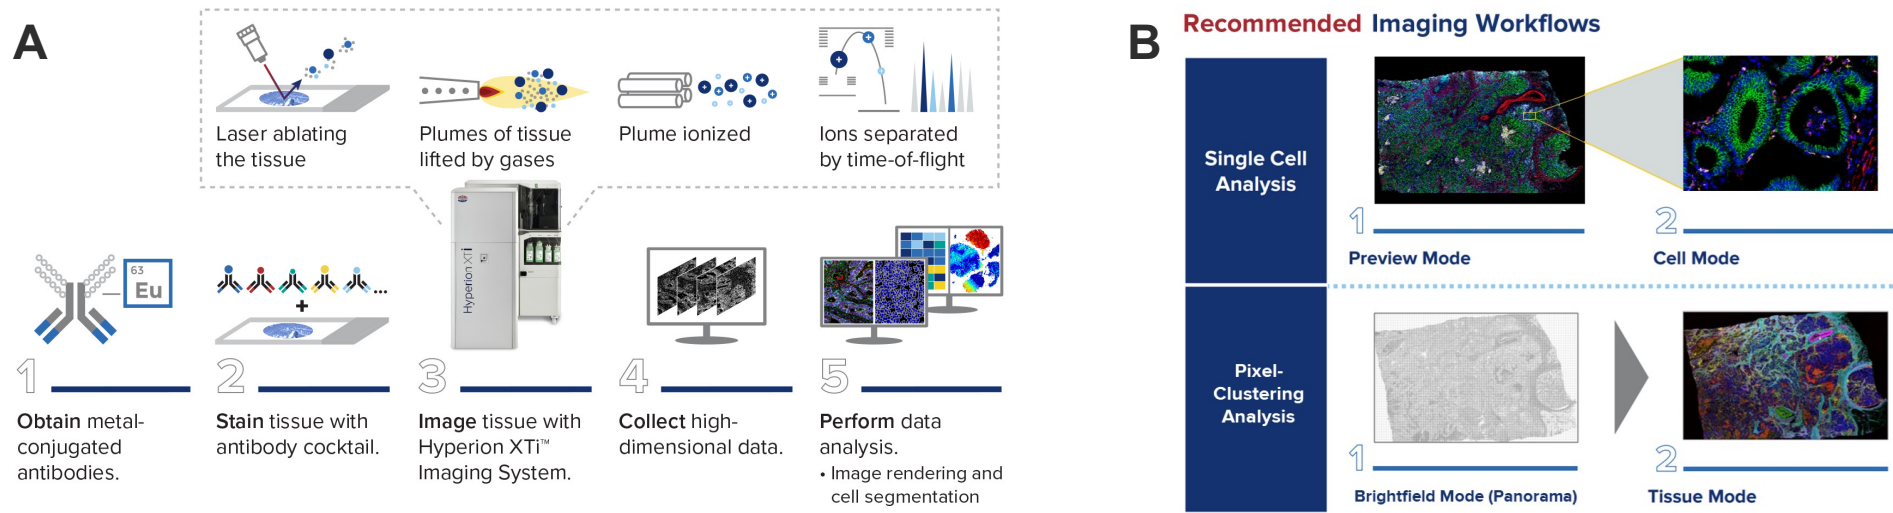 A
Laser ablating
the tissue
Plumes of tissue
lifted by gases
Plume ionized
Ions separated
by time-of-flight
63
Eu
+
...
Hyperion XTi
1
Obtain metal-
conjugated
antibodies.
2
Stain tissue with
antibody cocktail.
3
Image tissue with
Hyperion XTi™
Imaging System.
4
Collect high-
dimensional data.
5
Perform data
analysis.
• Image rendering and
cell segmentation
B
Recommended Imaging Workflows
Single Cell
Analysis
1
Preview Mode
2
Cell Mode
Pixel-
Clustering
Analysis
1
Brightfield Mode (Panorama)
2
Tissue Mode